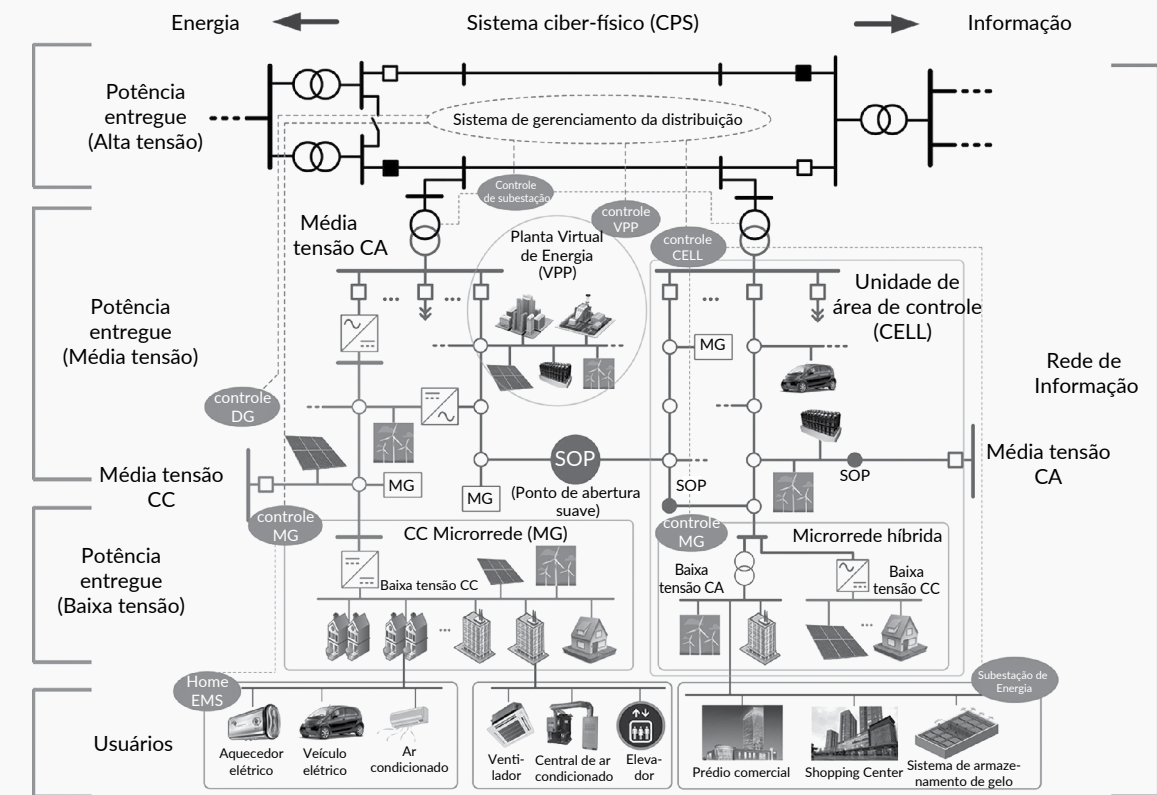 Energia
Sistema ciber-físico (CPS)
Informação
Potência
entregue
(Alta tensão)
Sistema de gerenciamento da distribuição
Controle
de subestação
controle
VPP
controle
CELL
Média
tensão CA
Planta Virtual
de Energia
(VPP)
Unidade de
área de controle
(CELL)
Potência
entregue
(Média tensão)
MG
Rede de
Informação
controle
DG
SOP
Média tensão
CC
MG
MG
(Ponto de abertura
suave)
SOP
SOP
Média tensão
CA
controle
MG
CC Microrrede (MG)
controle
MG
Microrrede híbrida
Potência
entregue
(Baixa tensão)
Baixa tensão CC
Baixa
tensão CA
Baixa
tensão CC
Home
EMS
Subestação de
Energia
Usuários
Aquecedor
elétrico
Veículo
elétrico
Ar
condicionado
Venti-
lador
Central de ar
condicionado
Eleva-
dor
Prédio comercial
Shopping Center
Sistema de armaze-
namento de gelo